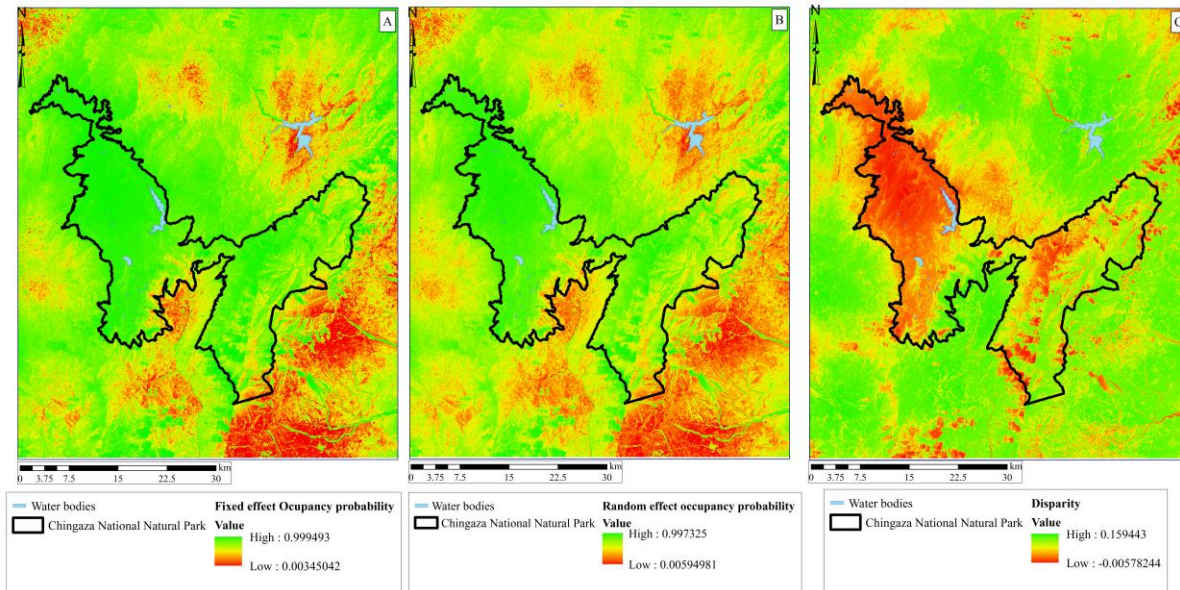 A
B
C
N
N
N
km
0 3.75 7.5 15 22.5 30
km
0 3.75 7.5 15 22.5 30
km
0 3.75 7.5 15 22.5 30
Water bodies
Chingaza National Natural Park
Fixed effect Ocupancy probability
Value
High : 0.999493
Low : 0.00345042
Water bodies
Chingaza National Natural Park
Random effect occupancy probability
Value
High : 0.997325
Low : 0.00594981
Water bodies
Chingaza National Natural Park
Disparity
Value
High : 0.159443
Low : -0.00578244